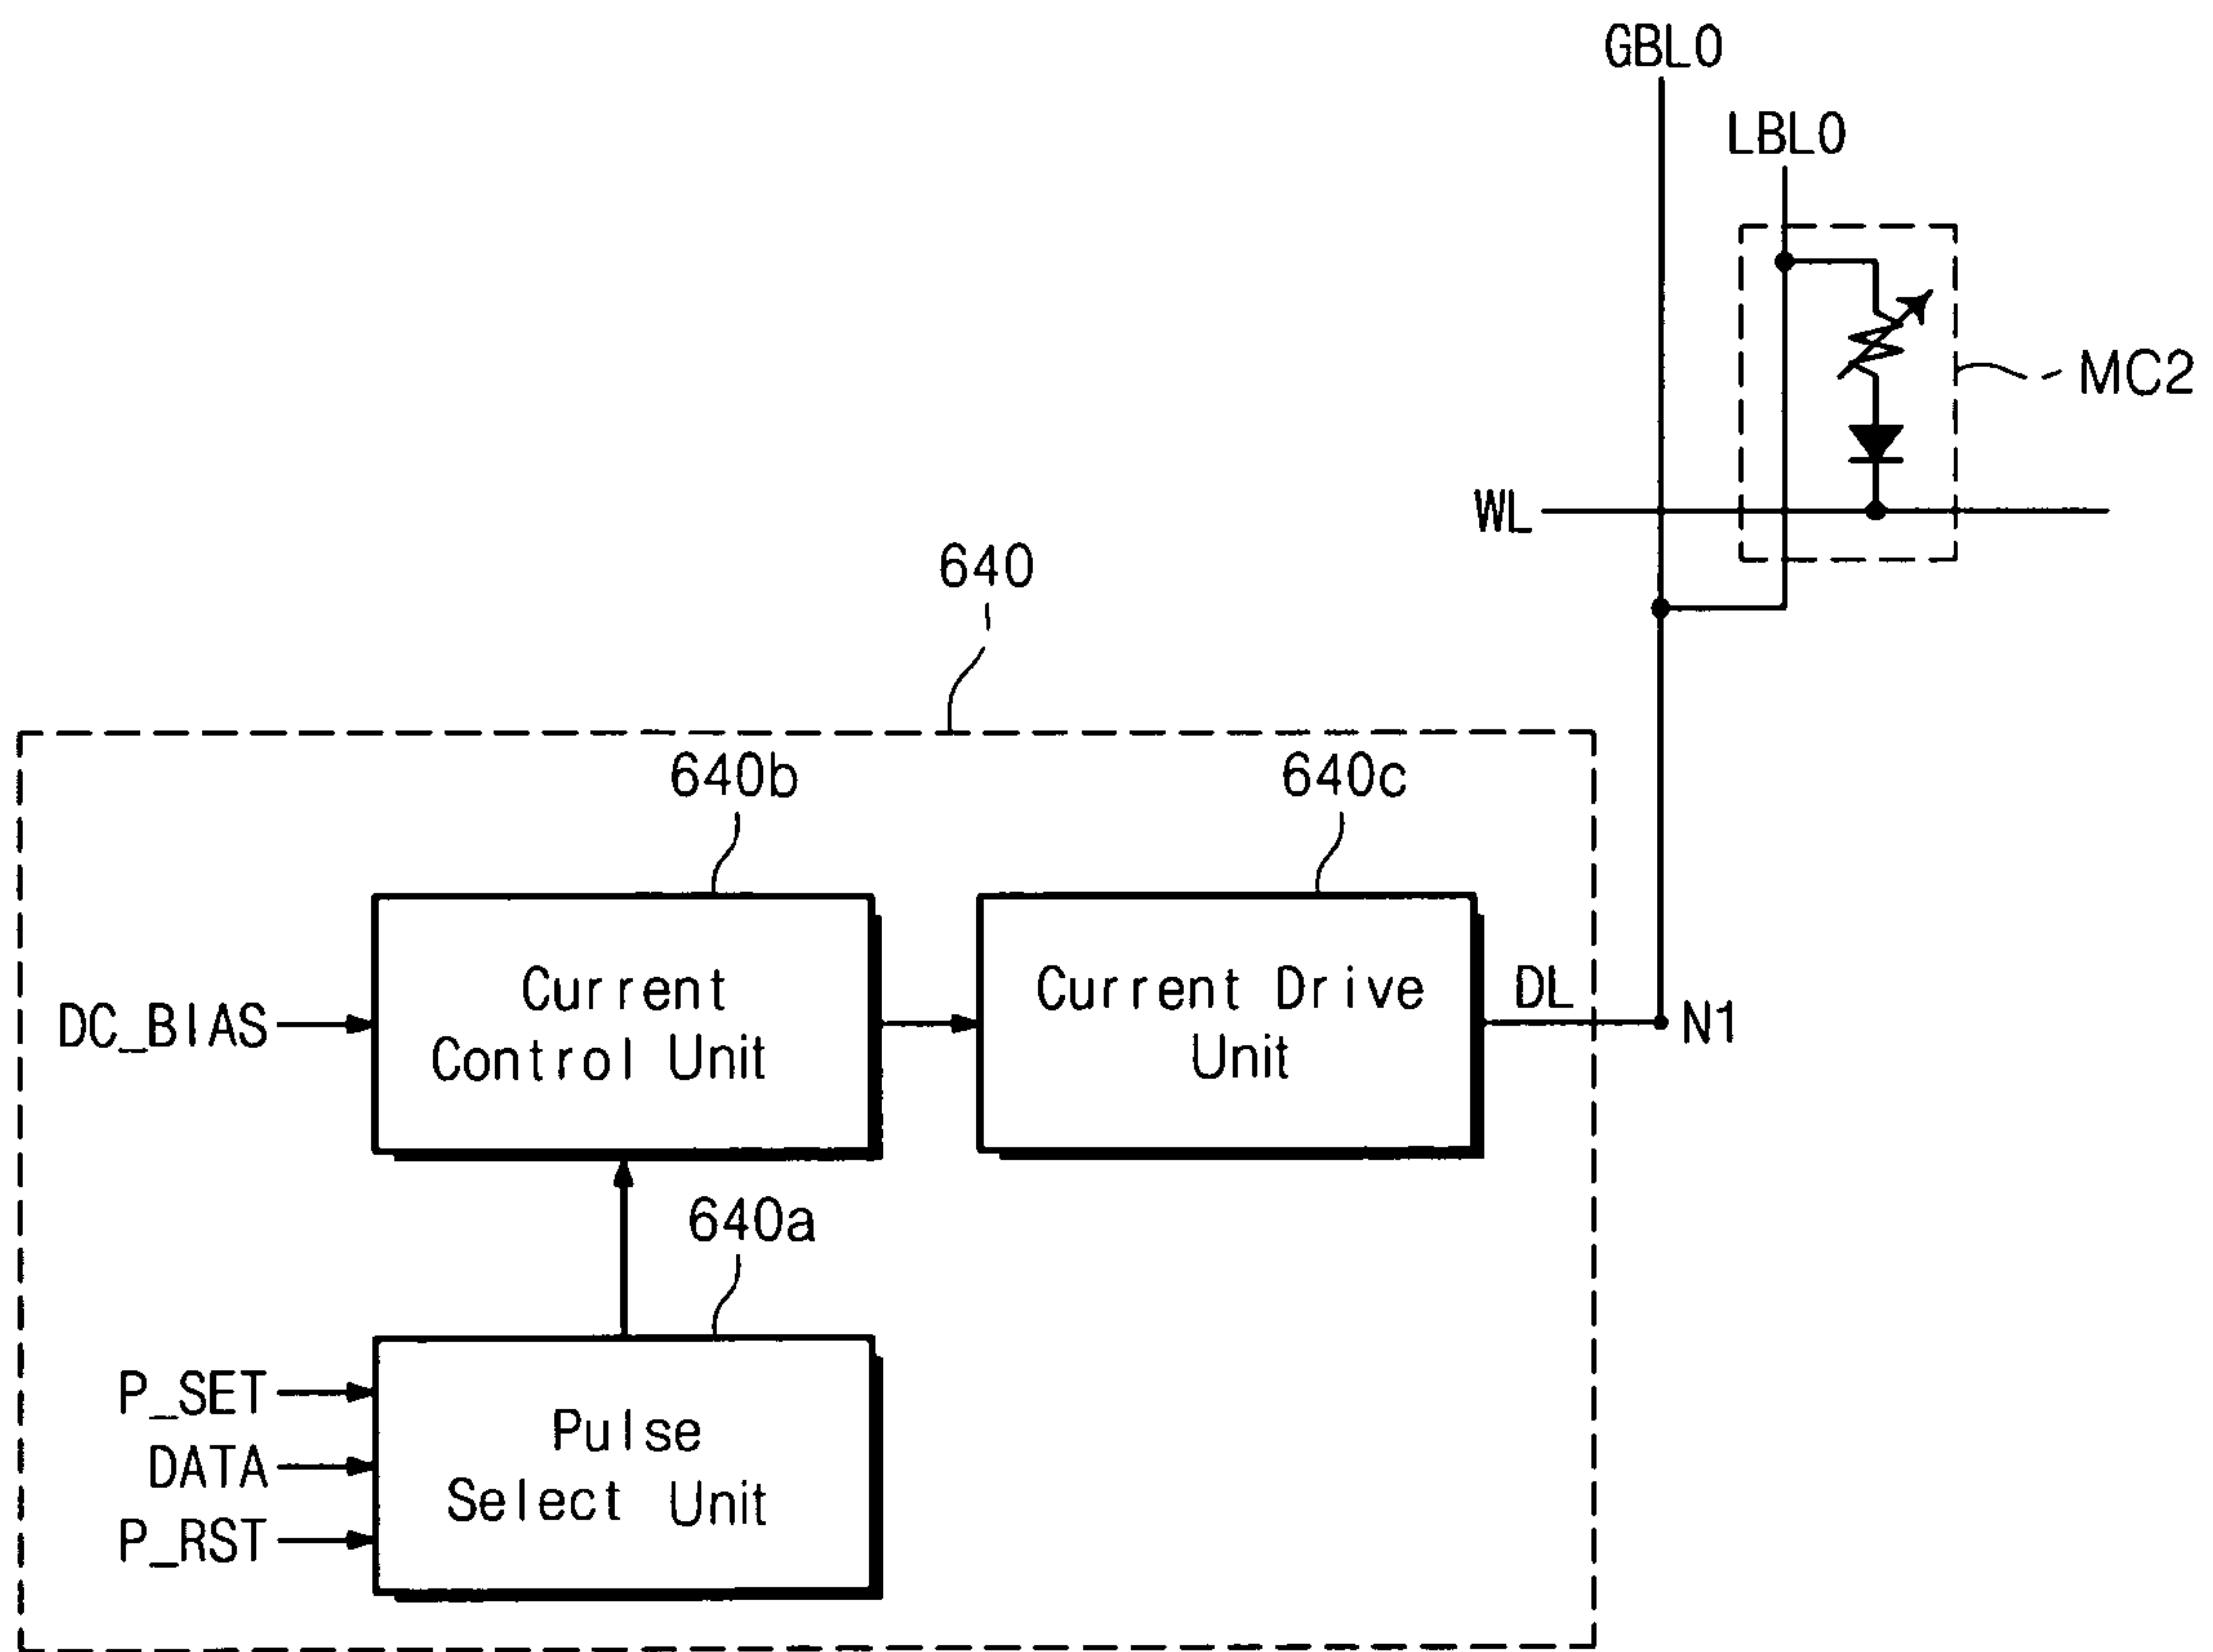 GBL0
LBL0
MC2
WL
640
640b
640c
Current
Control Unit
Current Drive
Unit
DL
DC_BIAS
N1
640a
P_SET
DATA
P_RST
Pulse
Select Unit